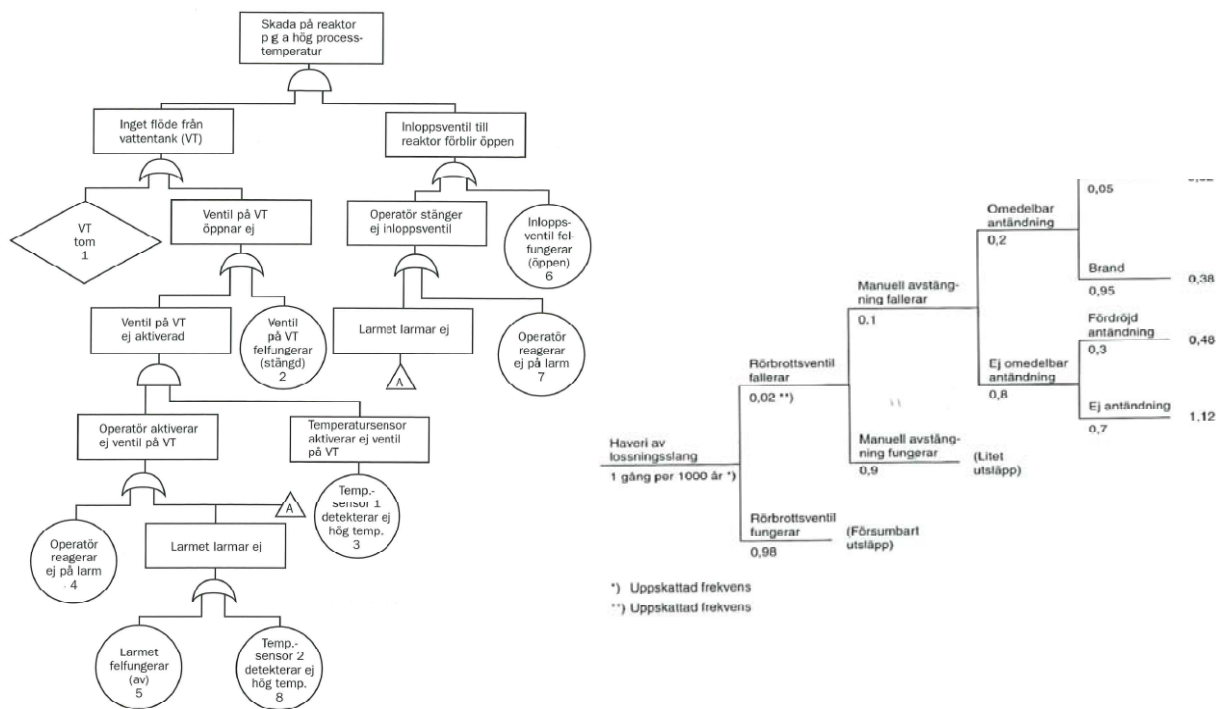 Skada på reaktor
p g a hög process-
temperatur
Inget flöde från
vattentank (VT)
Inloppsventil till
reaktor förblir öppen
VT
tom
1
Ventil på VT
öppnar ej
Operatör stänger
ej inloppsventil
Inlopps-
ventil fel-
fungerar
(öppen)
6
Ventil på VT
ej aktiverad
Ventil
på VT
felfungerar
(stängd)
2
Larmet larmar ej
A
Operatör
reagerar
ej på larm
7
Operatör aktiverar
ej ventil på VT
Temperatursensor
aktiverar ej ventil
på VT
Operatör
reagerar
ej på larm
4
A
Larmet larmar ej
Temp.-
sensor 1
detekterar ej
hög temp.
3
Larmet
felfungerar
(av)
5
Temp.-
sensor 2
detekterar ej
hög temp.
8
0,05
Omedelbar
antändning
0,2
Brand
0,95
0,38
Manuell avstäng-
ning fallerar
0,1
Fördröjd
antändning
0,3
0,48
Ej omedelbar
antändning
0,8
Ej antändning
0,7
1,12
Rörbrottsventil
fallerar
0,02 **)
Haveri av
lossningsslang
1 gång per 1000 år *)
Manuell avstäng-
ning fungerar
0,9
(Litet
utsläpp)
Rörbrottsventil
fungerar
0,98
(Försumbart
utsläpp)
*) Uppskattad frekvens
**) Uppskattad frekvens